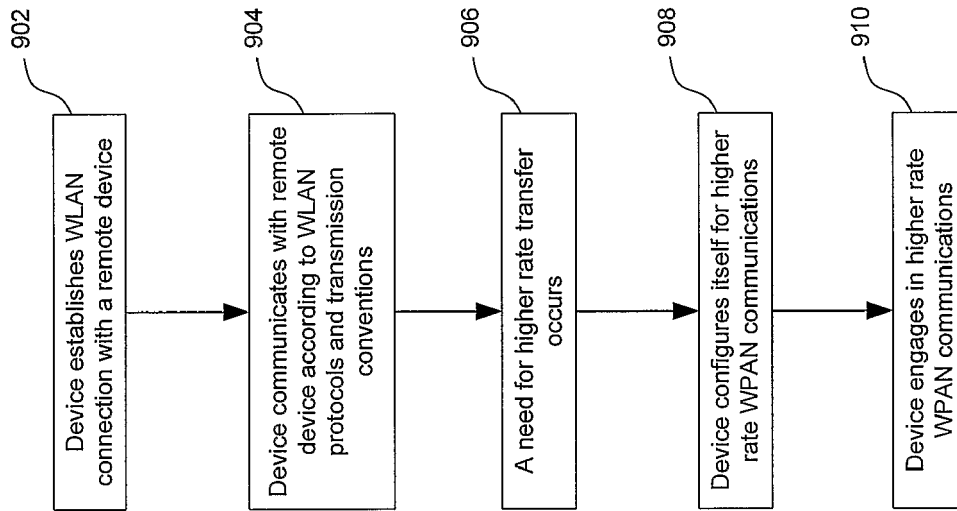 902
Device establishes WLAN
connection with a remote device
904
Device communicates with remote
device according to WLAN
protocols and transmission
conventions
906
A need for higher rate transfer
occurs
908
Device configures itself for higher
rate WPAN communications
910
Device engages in higher rate
WPAN communications